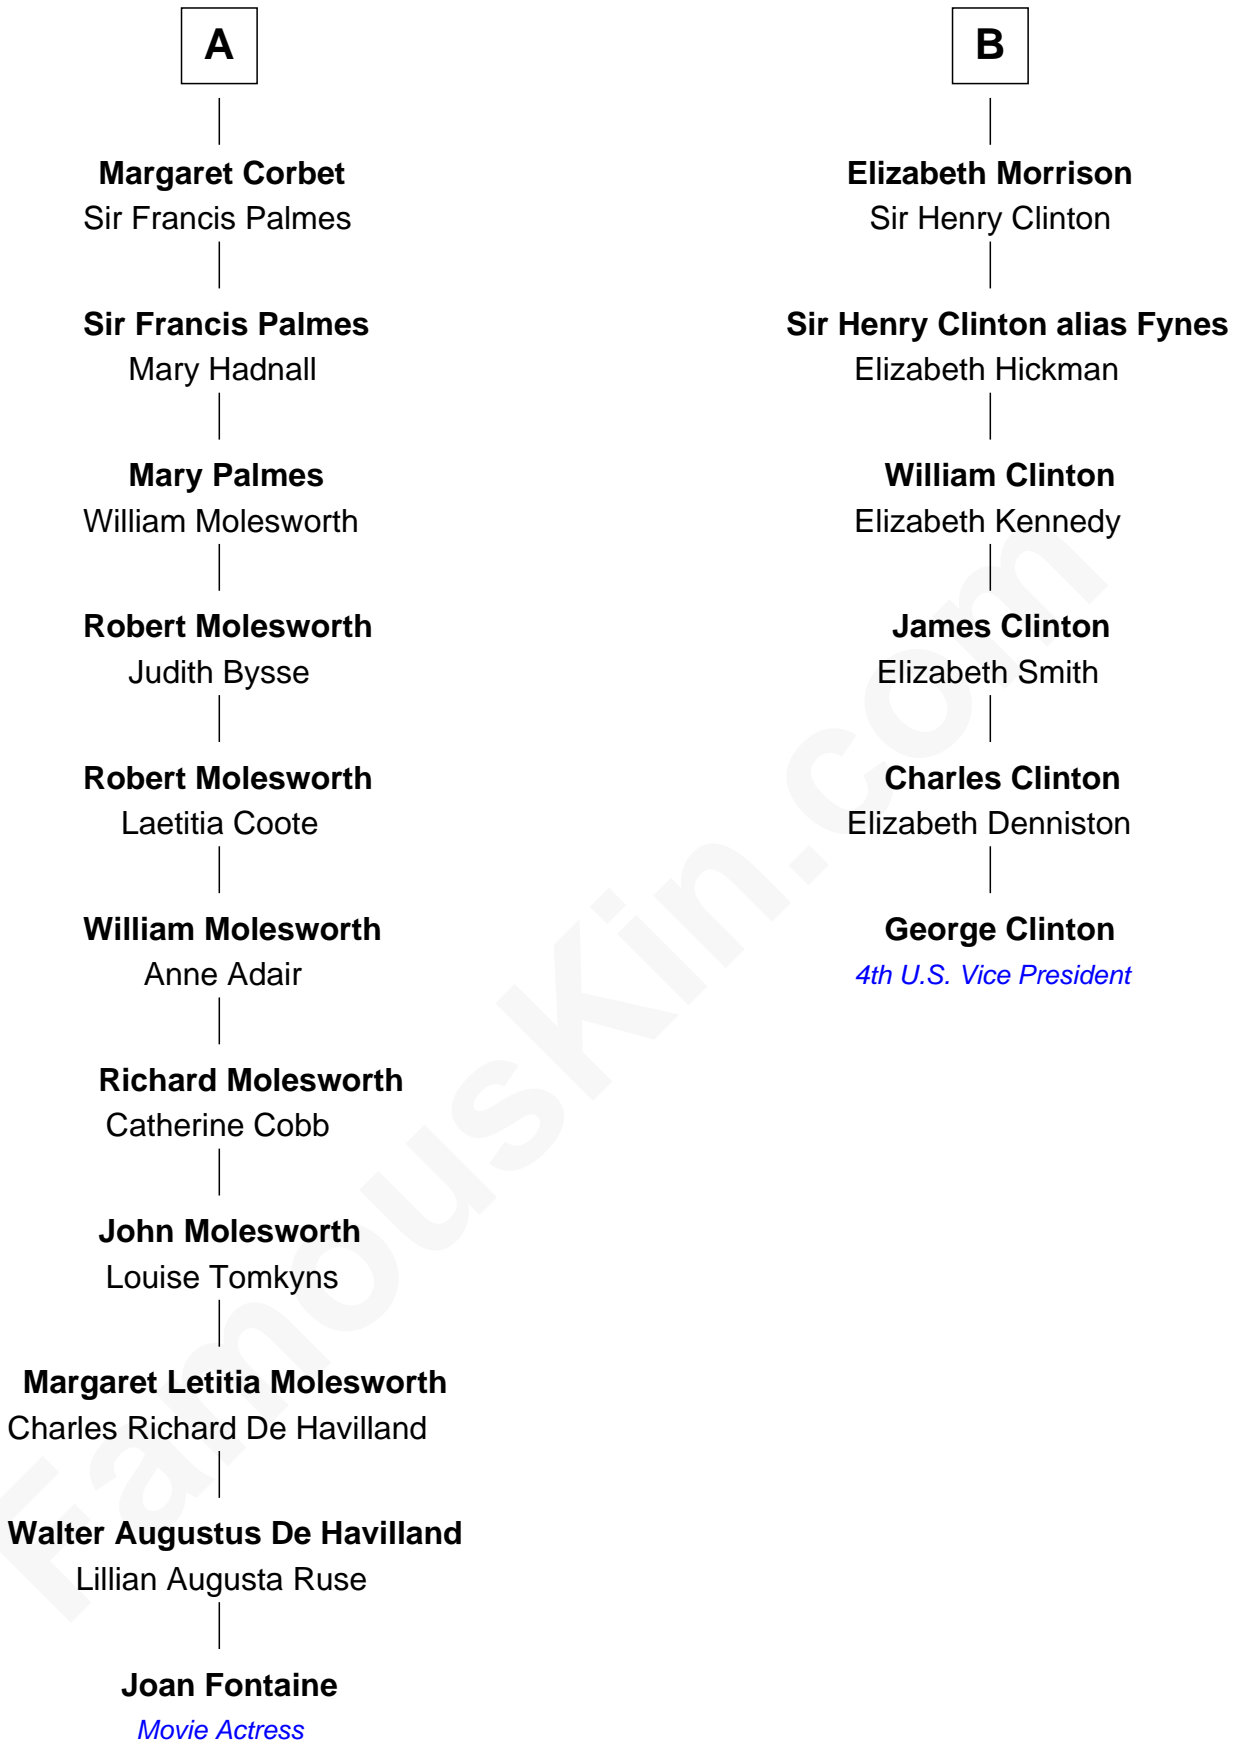 A
Margaret Corbet
Sir Francis Palmes
Sir Francis Palmes
Mary Hadnall
Mary Palmes
William Molesworth
Robert Molesworth
Judith Bysse
Robert Molesworth
Laetitia Coote
William Molesworth
Anne Adair
Richard Molesworth
Catherine Cobb
John Molesworth
Louise Tomkyns
Margaret Letitia Molesworth
Charles Richard De Havilland
Walter Augustus De Havilland
Lillian Augusta Ruse
Joan Fontaine
Movie Actress
B
Elizabeth Morrison
Sir Henry Clinton
Sir Henry Clinton alias Fynes
Elizabeth Hickman
William Clinton
Elizabeth Kennedy
James Clinton
Elizabeth Smith
Charles Clinton
Elizabeth Denniston
George Clinton
4th U.S. Vice President
FamousKin.com